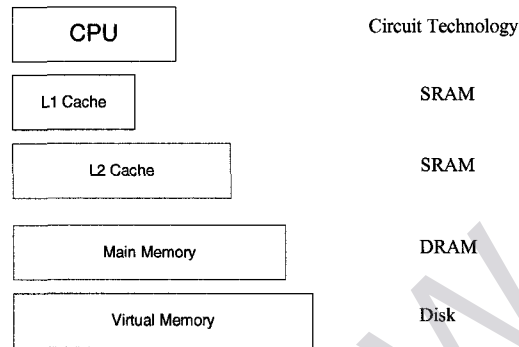 CPU Circuit Technology
L1 Cache SRAM
L2 Cache SRAM
Main Memory DRAM
Virtual Memory Disk